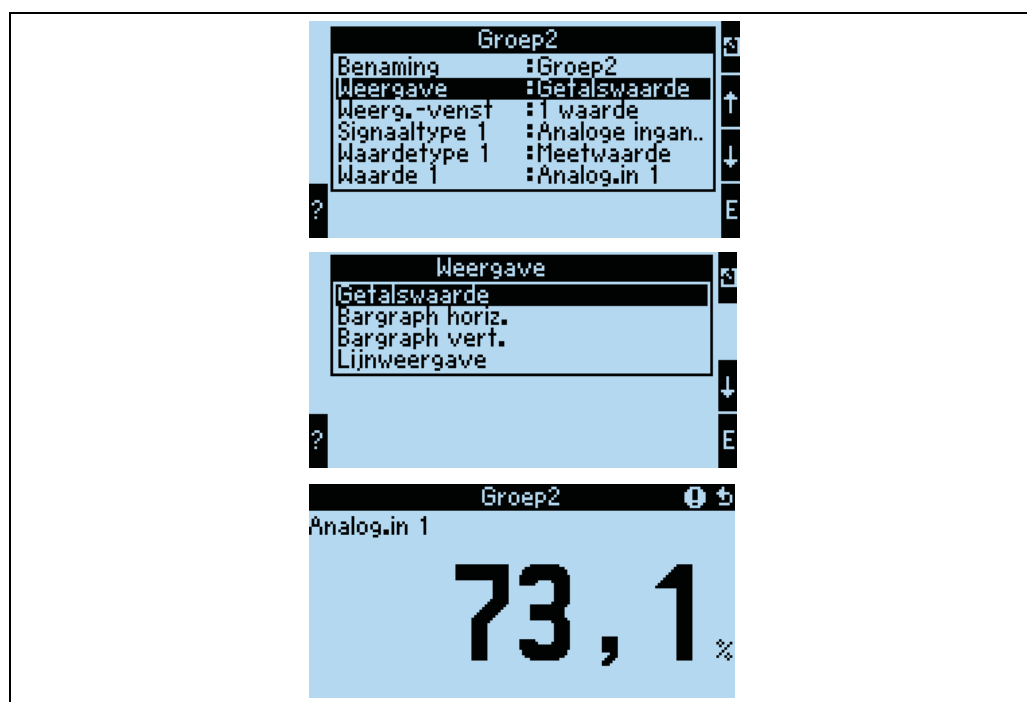 Groep2
Benaming :Groep2
Weergave :Getalswaarde
Weerg.-venst :1 waarde
Signaaltype 1 :Analoge ingan..
Waardetype 1 :Meetwaarde
Waarde 1 :Analog.in 1
? E
Weergave
Getalswaarde
Bargraph horiz.
Bargraph vert.
Lijnweergave
? E
Groep2
Analog.in 1
73,1 %